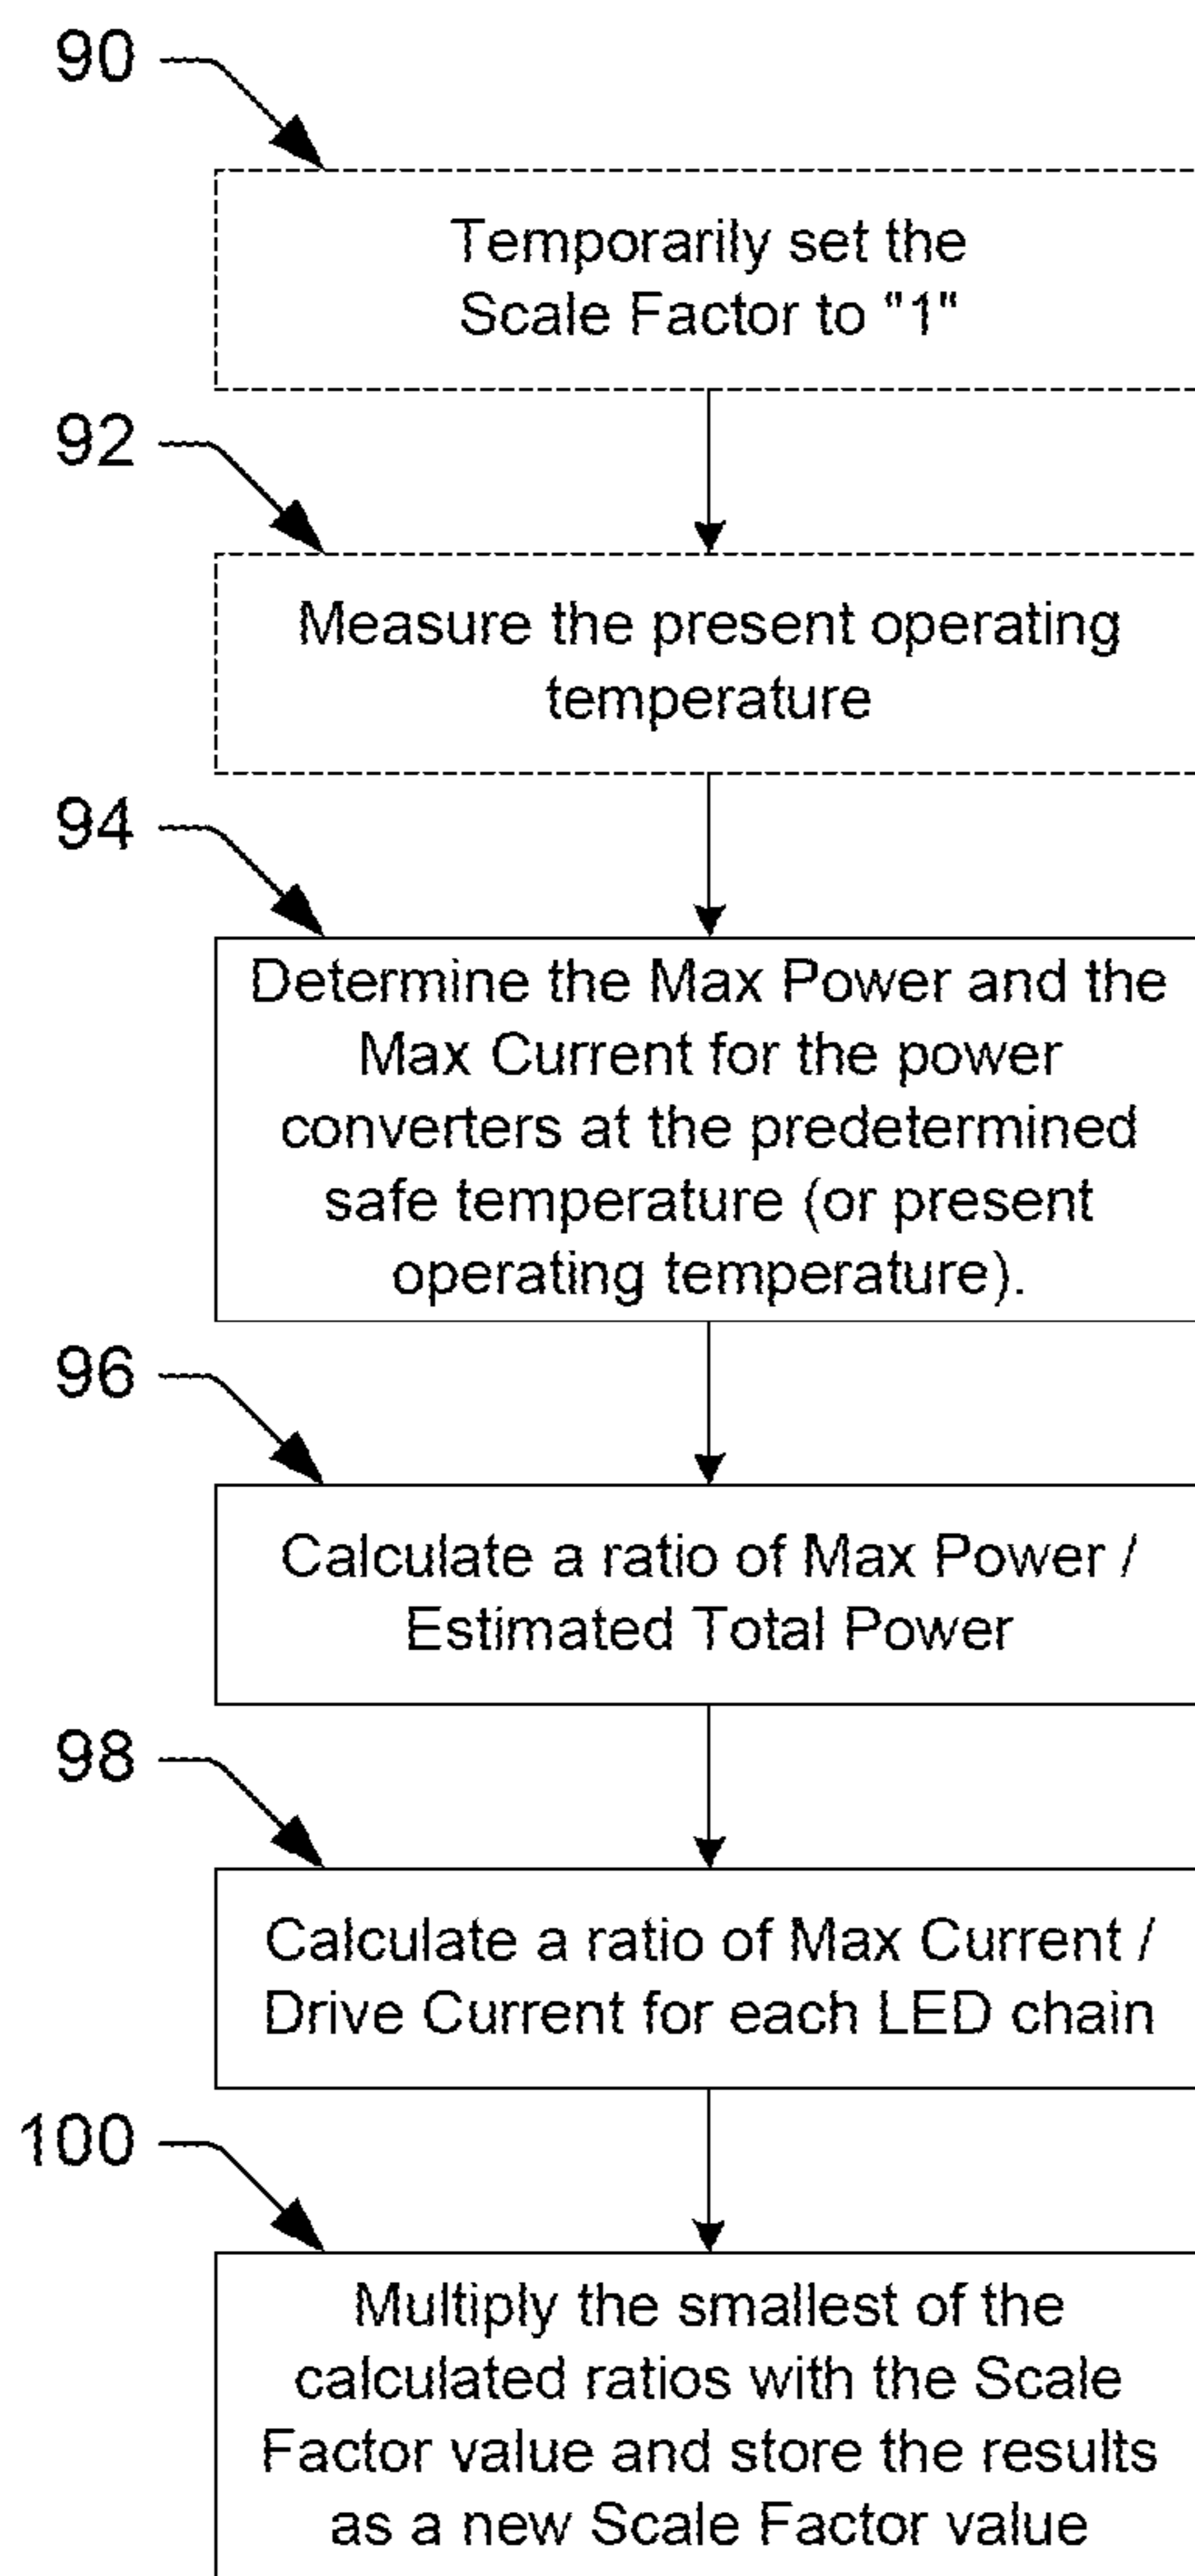 90
Temporarily set the
Scale Factor to "1"
92
Measure the present operating
temperature
94
Determine the Max Power and the
Max Current for the power
converters at the predetermined
safe temperature (or present
operating temperature).
96
Calculate a ratio of Max Power /
Estimated Total Power
98
Calculate a ratio of Max Current /
Drive Current for each LED chain
100
Multiply the smallest of the
calculated ratios with the Scale
Factor value and store the results
as a new Scale Factor value